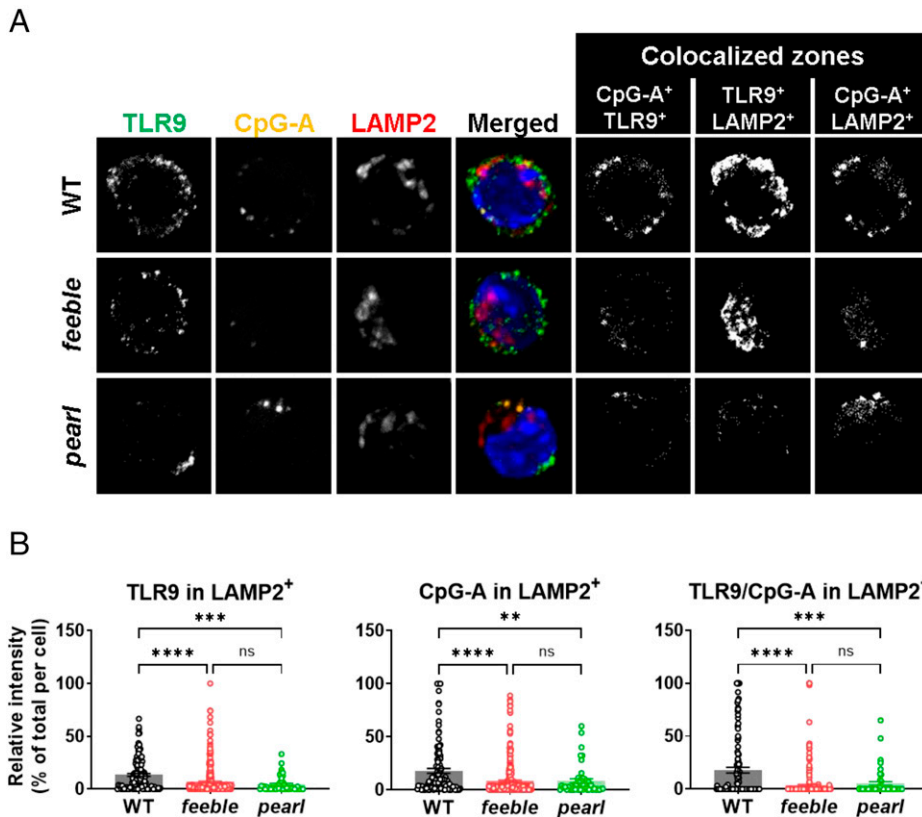 A
Colocalized zones
TLR9 CpG-A LAMP2 Merged CpG-A⁺ TLR9⁺ TLR9⁺ LAMP2⁺ CpG-A⁺ LAMP2⁺
WT
feeble
pearl
B
TLR9 in LAMP2⁺
CpG-A in LAMP2⁺
TLR9/CpG-A in LAMP2
Relative intensity
(% of total per cell)
150
100
50
0
***
**** ns
WT feeble pearl
150
100
50
0
**
**** ns
WT feeble pearl
150
100
50
0
***
**** ns
WT feeble pearl